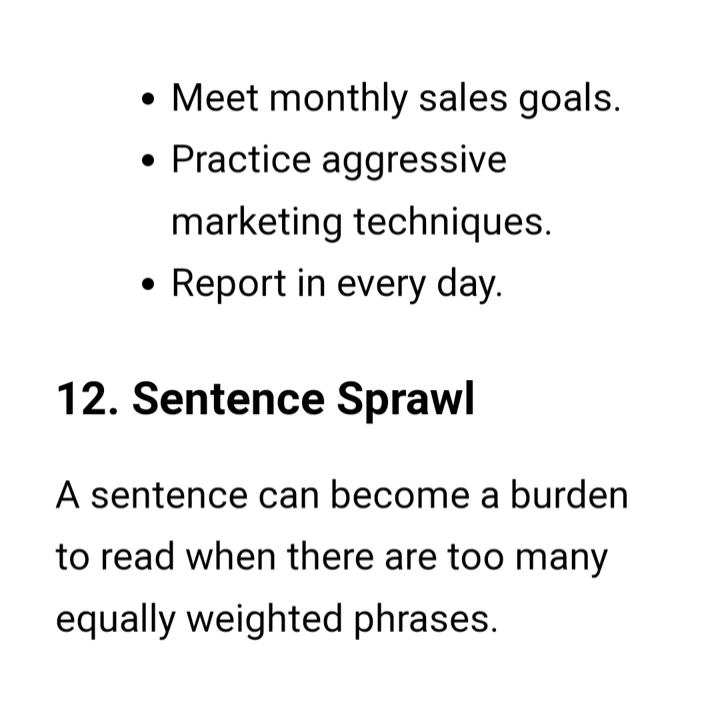 • Meet monthly sales goals.
• Practice aggressive
marketing techniques.
• Report in every day.
12. Sentence Sprawl
A sentence can become a burden
to read when there are too many
equally weighted phrases.